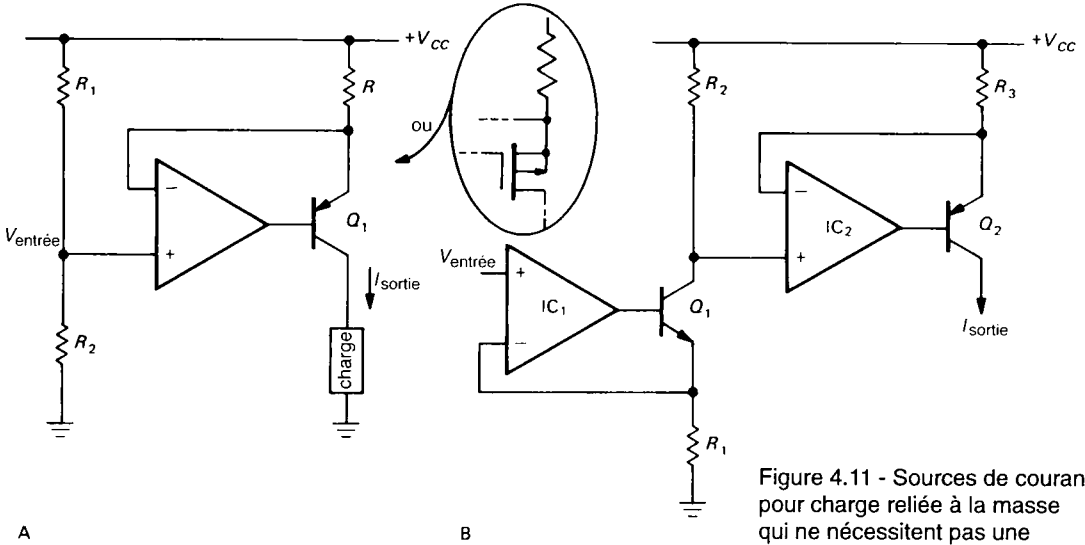 +V_CC
R_1
R
ou
−
+
V_entrée
Q_1
I_sortie
R_2
charge
A
+V_CC
R_2
R_3
−
+
IC_2
Q_2
I_sortie
V_entrée
+
−
IC_1
Q_1
R_1
B
Figure 4.11 - Sources de couran
pour charge reliée à la masse
qui ne nécessitent pas une